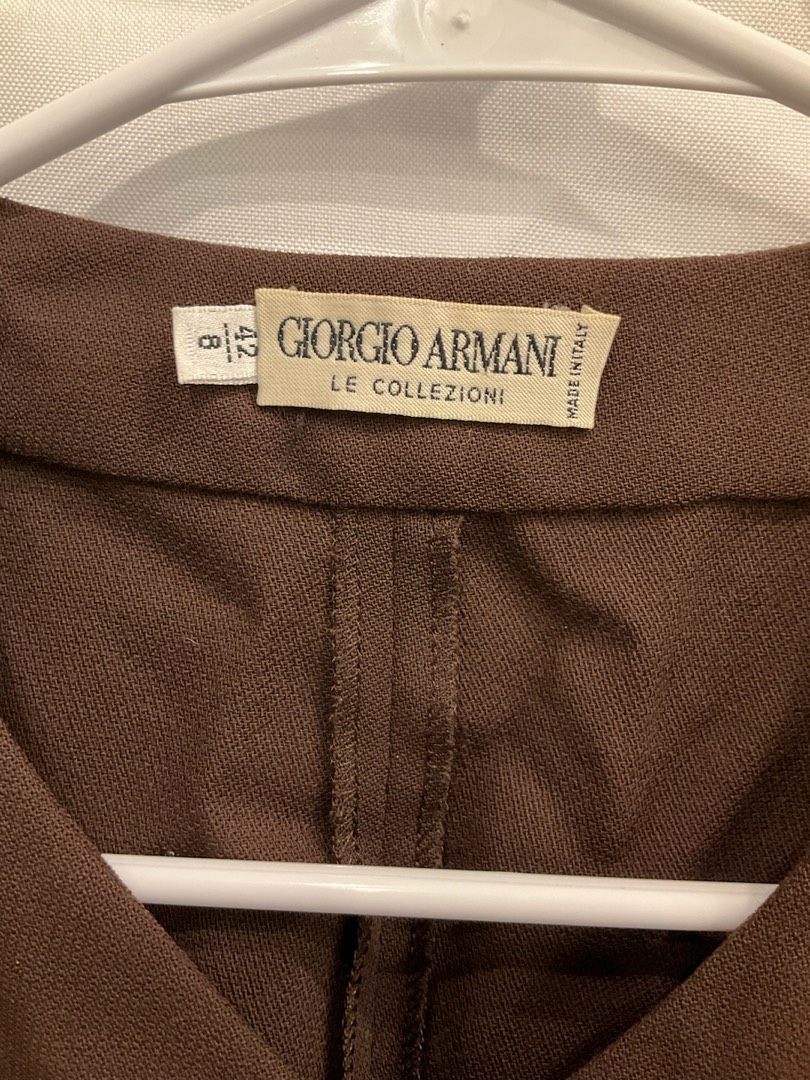 42
8
GIORGIO ARMANI
LE COLLEZIONI
MADE IN ITALY